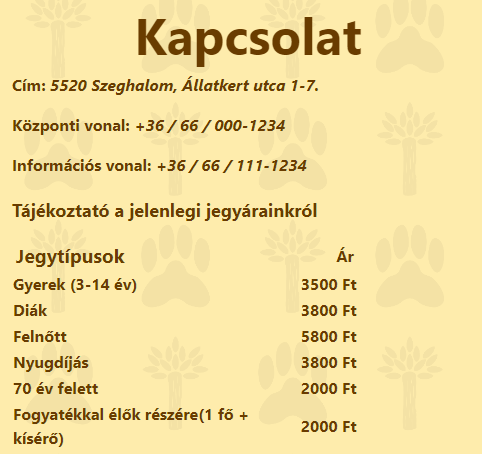 Kapcsolat
Cím: 5520 Szeghalom, Állatkert utca 1-7.
Központi vonal: +36 / 66 / 000-1234
Információs vonal: +36 / 66 / 111-1234
Tájékoztató a jelenlegi jegyárainkról
Jegytípusok Ár
Gyerek (3-14 év) 3500 Ft
Diák 3800 Ft
Felnőtt 5800 Ft
Nyugdíjás 3800 Ft
70 év felett 2000 Ft
Fogyatékkal élők részére(1 fő +
kísérő) 2000 Ft